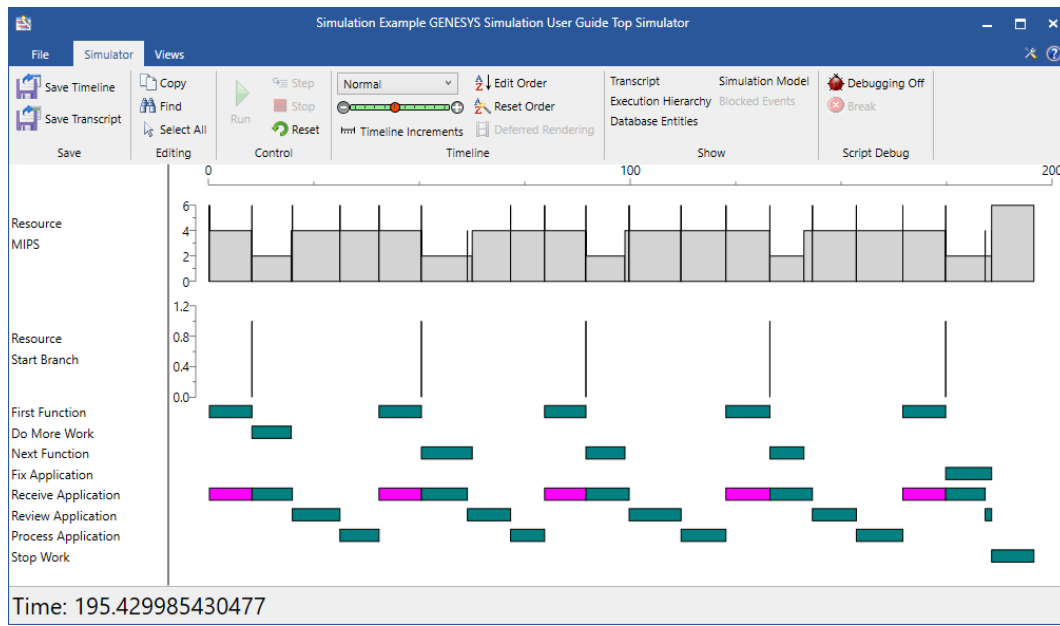 Simulation Example GENESYS Simulation User Guide Top Simulator
File Simulator Views
Save Timeline
Save Transcript
Save
Copy
Find
Select All
Editing
Run
Step
Stop
Reset
Control
Normal
Timeline Increments
Edit Order
Reset Order
Deferred Rendering
Timeline
Transcript
Execution Hierarchy
Database Entities
Simulation Model
Blocked Events
Show
Debugging Off
Break
Script Debug
0 100 200
Resource
MIPS
6
4
2
0
Resource
Start Branch
1.2
0.8
0.4
0.0
First Function
Do More Work
Next Function
Fix Application
Receive Application
Review Application
Process Application
Stop Work
Time: 195.429985430477